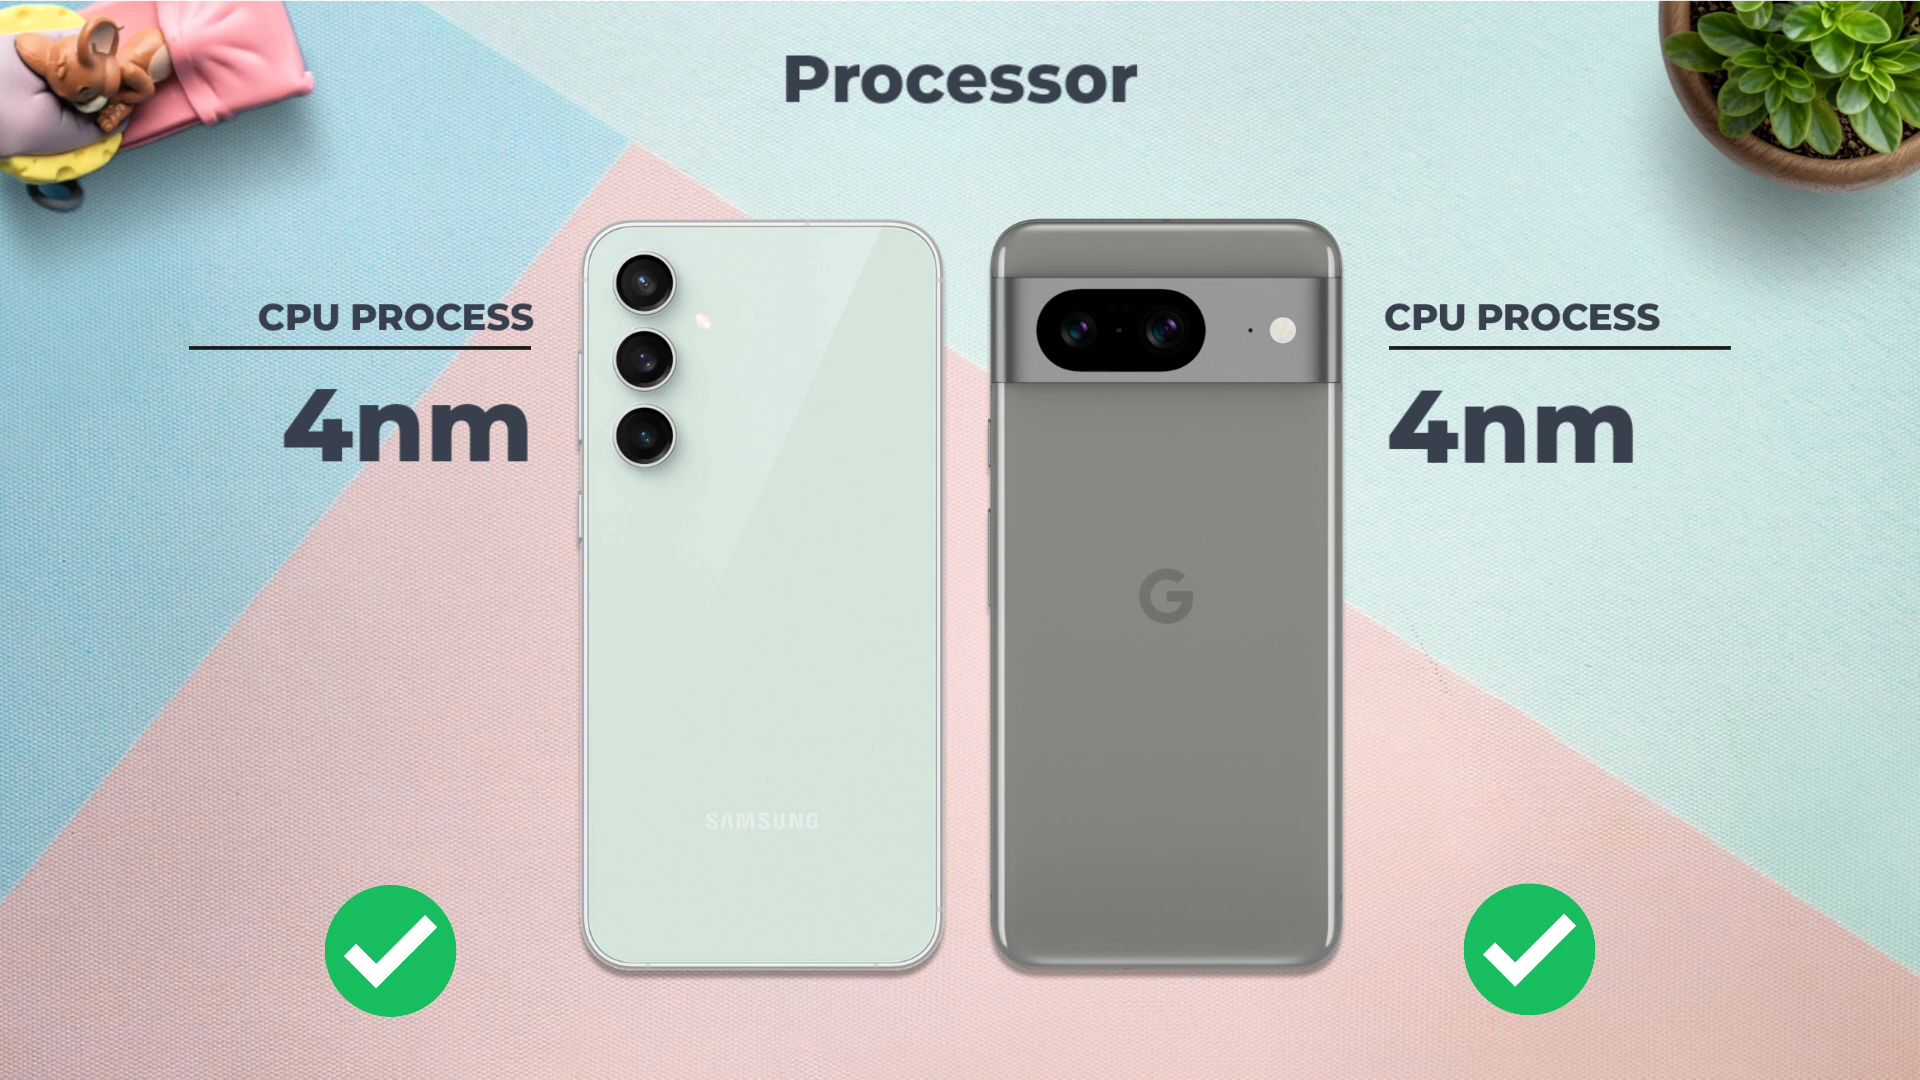 Processor
CPU PROCESS
4nm
CPU PROCESS
4nm
G
SAMSUNG